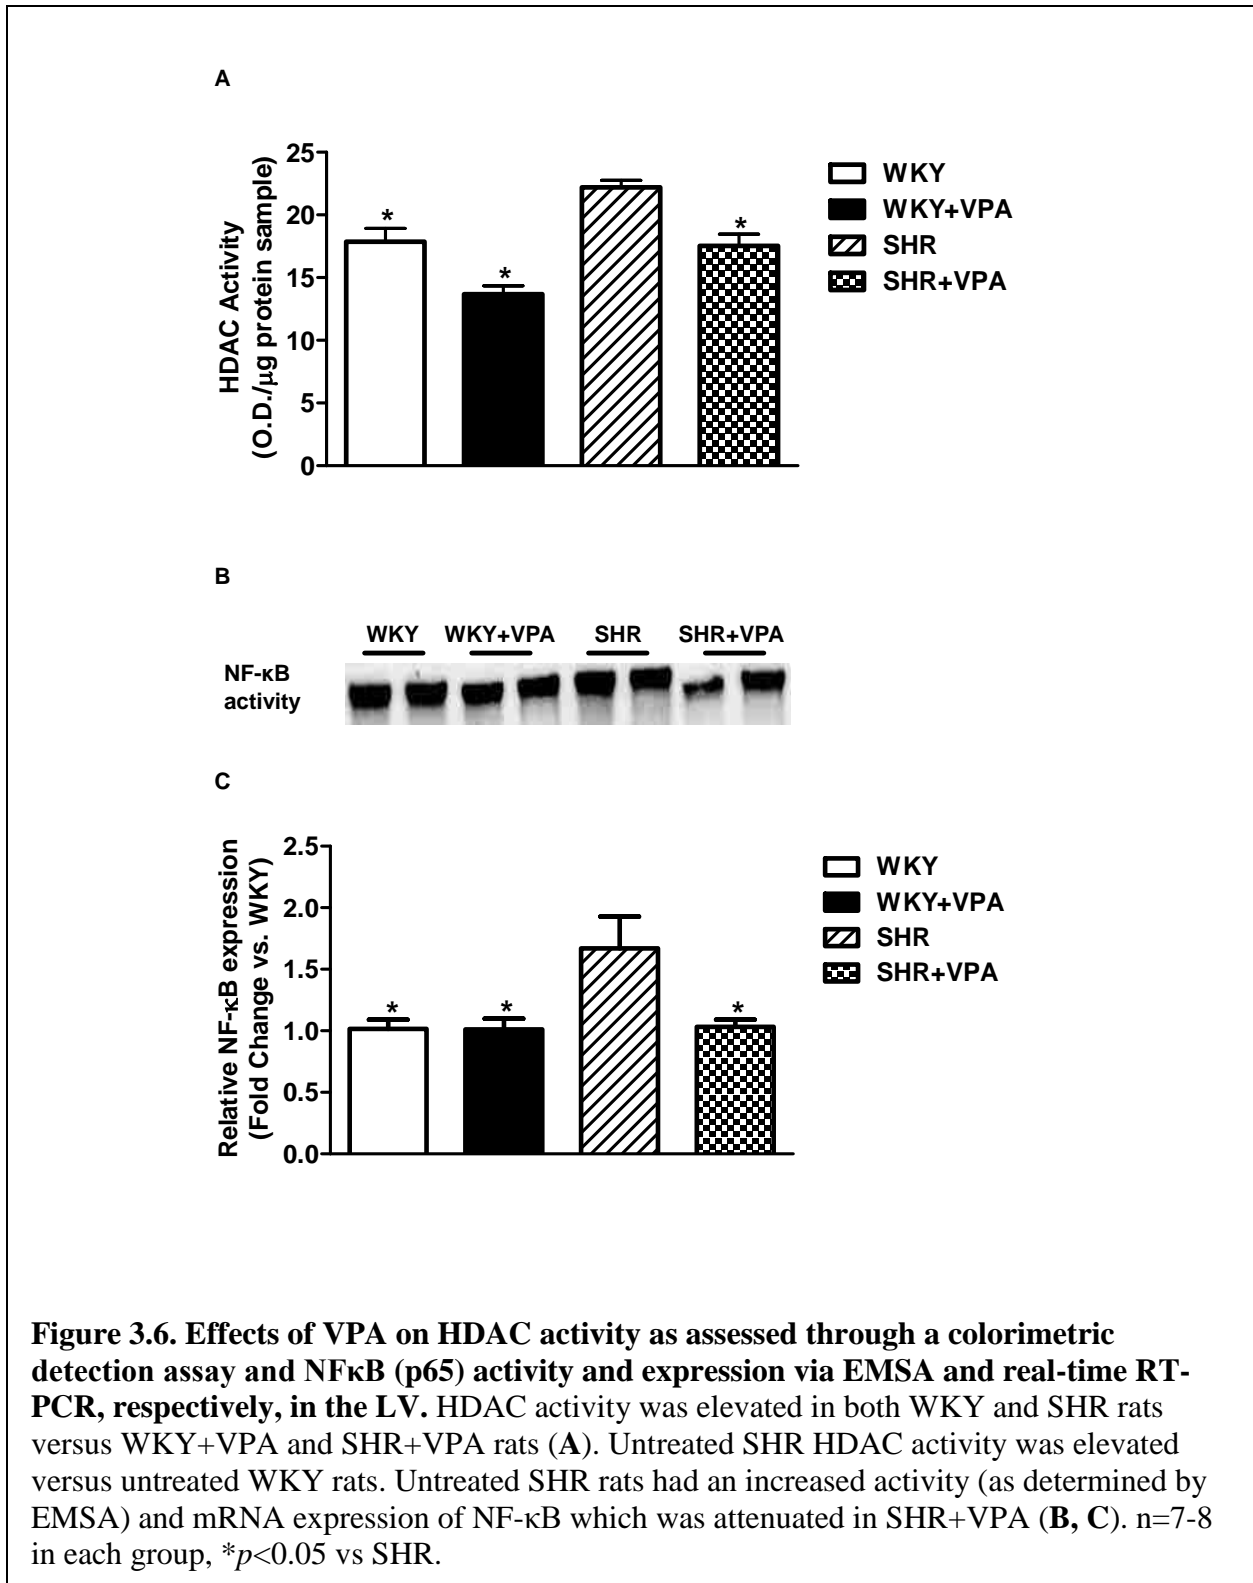 A
25
20
15
10
5
0
HDAC Activity
(O.D./µg protein sample)
*
*
*
WKY
WKY+VPA
SHR
SHR+VPA
B
WKY WKY+VPA SHR SHR+VPA
NF-κB
activity
C
2.5
2.0
1.5
1.0
0.5
0.0
Relative NF-κB expression
(Fold Change vs. WKY)
*
*
*
WKY
WKY+VPA
SHR
SHR+VPA
Figure 3.6. Effects of VPA on HDAC activity as assessed through a colorimetric
detection assay and NFκB (p65) activity and expression via EMSA and real-time RT-
PCR, respectively, in the LV. HDAC activity was elevated in both WKY and SHR rats
versus WKY+VPA and SHR+VPA rats (A). Untreated SHR HDAC activity was elevated
versus untreated WKY rats. Untreated SHR rats had an increased activity (as determined by
EMSA) and mRNA expression of NF-κB which was attenuated in SHR+VPA (B, C). n=7-8
in each group, *p<0.05 vs SHR.